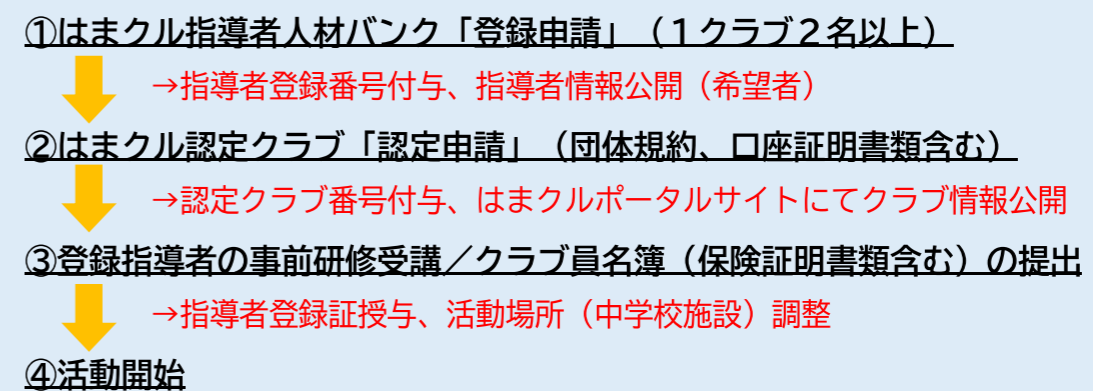 ①はまクル指導者人材バンク「登録申請」（１クラブ２名以上）
→指導者登録番号付与、指導者情報公開（希望者）
②はまクル認定クラブ「認定申請」（団体規約、口座証明書類含む）
→認定クラブ番号付与、はまクルポータルサイトにてクラブ情報公開
③登録指導者の事前研修受講／クラブ員名簿（保険証明書類含む）の提出
→指導者登録証授与、活動場所（中学校施設）調整
④活動開始